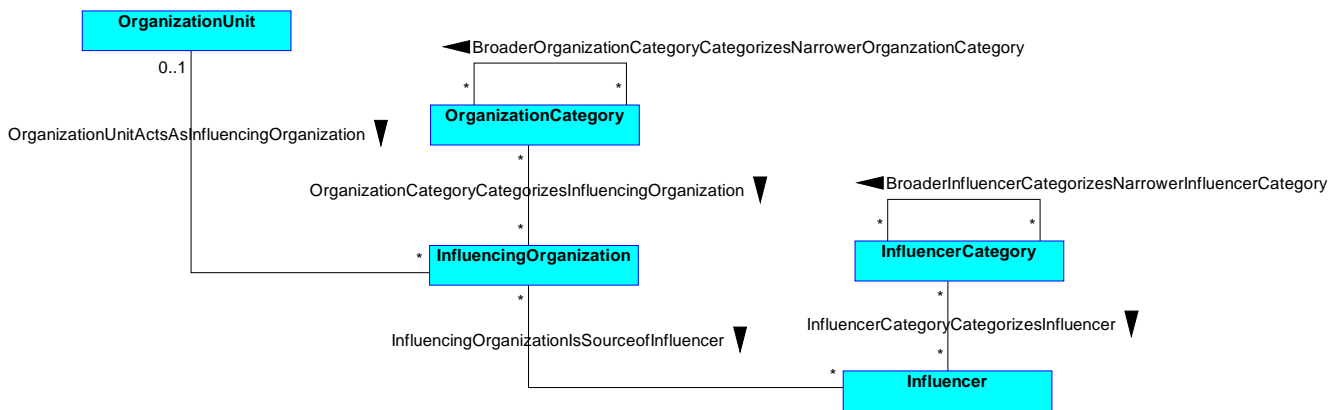 OrganizationUnit
0..1
BroaderOrganizationCategoryCategorizesNarrowerOrganzationCategory
* *
OrganizationCategory
OrganizationUnitActsAsInfluencingOrganization
*
OrganizationCategoryCategorizesInfluencingOrganization
BroaderInfluencerCategorizesNarrowerInfluencerCategory
* *
*
*
InfluencingOrganization
InfluencerCategory
*
*
InfluencerCategoryCategorizesInfluencer
InfluencingOrganizationIsSourceofInfluencer
*
*
Influencer